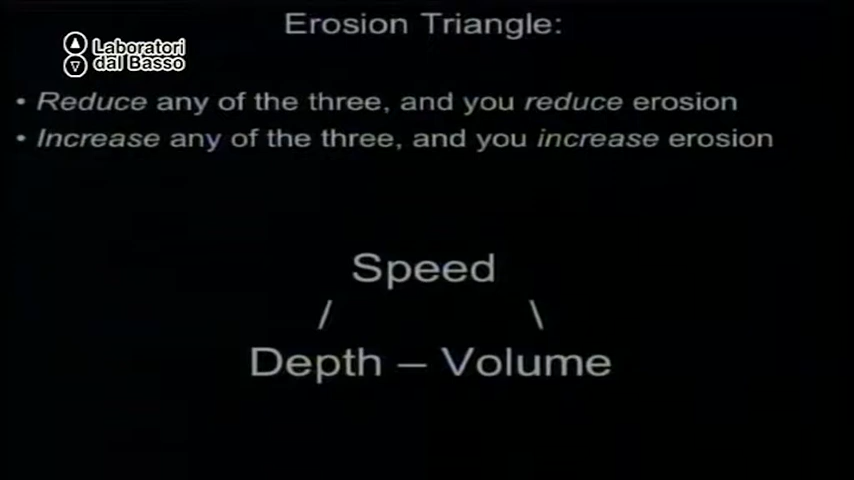 Erosion Triangle:
Laboratori
dal Basso
• Reduce any of the three, and you reduce erosion
• Increase any of the three, and you increase erosion
Speed
/ \
Depth – Volume